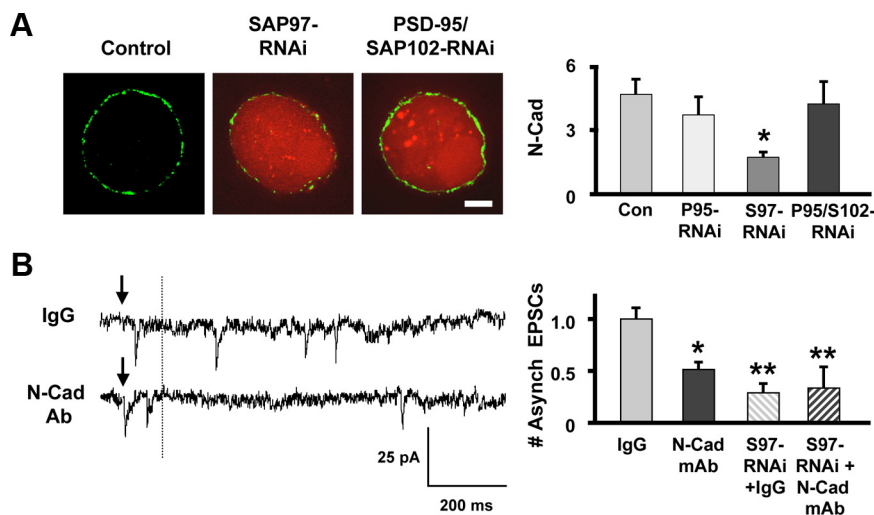 A
Control
SAP97-
RNAi
PSD-95/
SAP102-RNAi
N-Cad
6
3
0
*
Con
P95-
RNAi
S97-
RNAi
P95/S102-
RNAi
B
IgG
N-Cad
Ab
25 pA
200 ms
# Asynch EPSCs
1.0
0.5
0
*
**
**
IgG
N-Cad
mAb
S97-
RNAi
+IgG
S97-
RNAi +
N-Cad
mAb